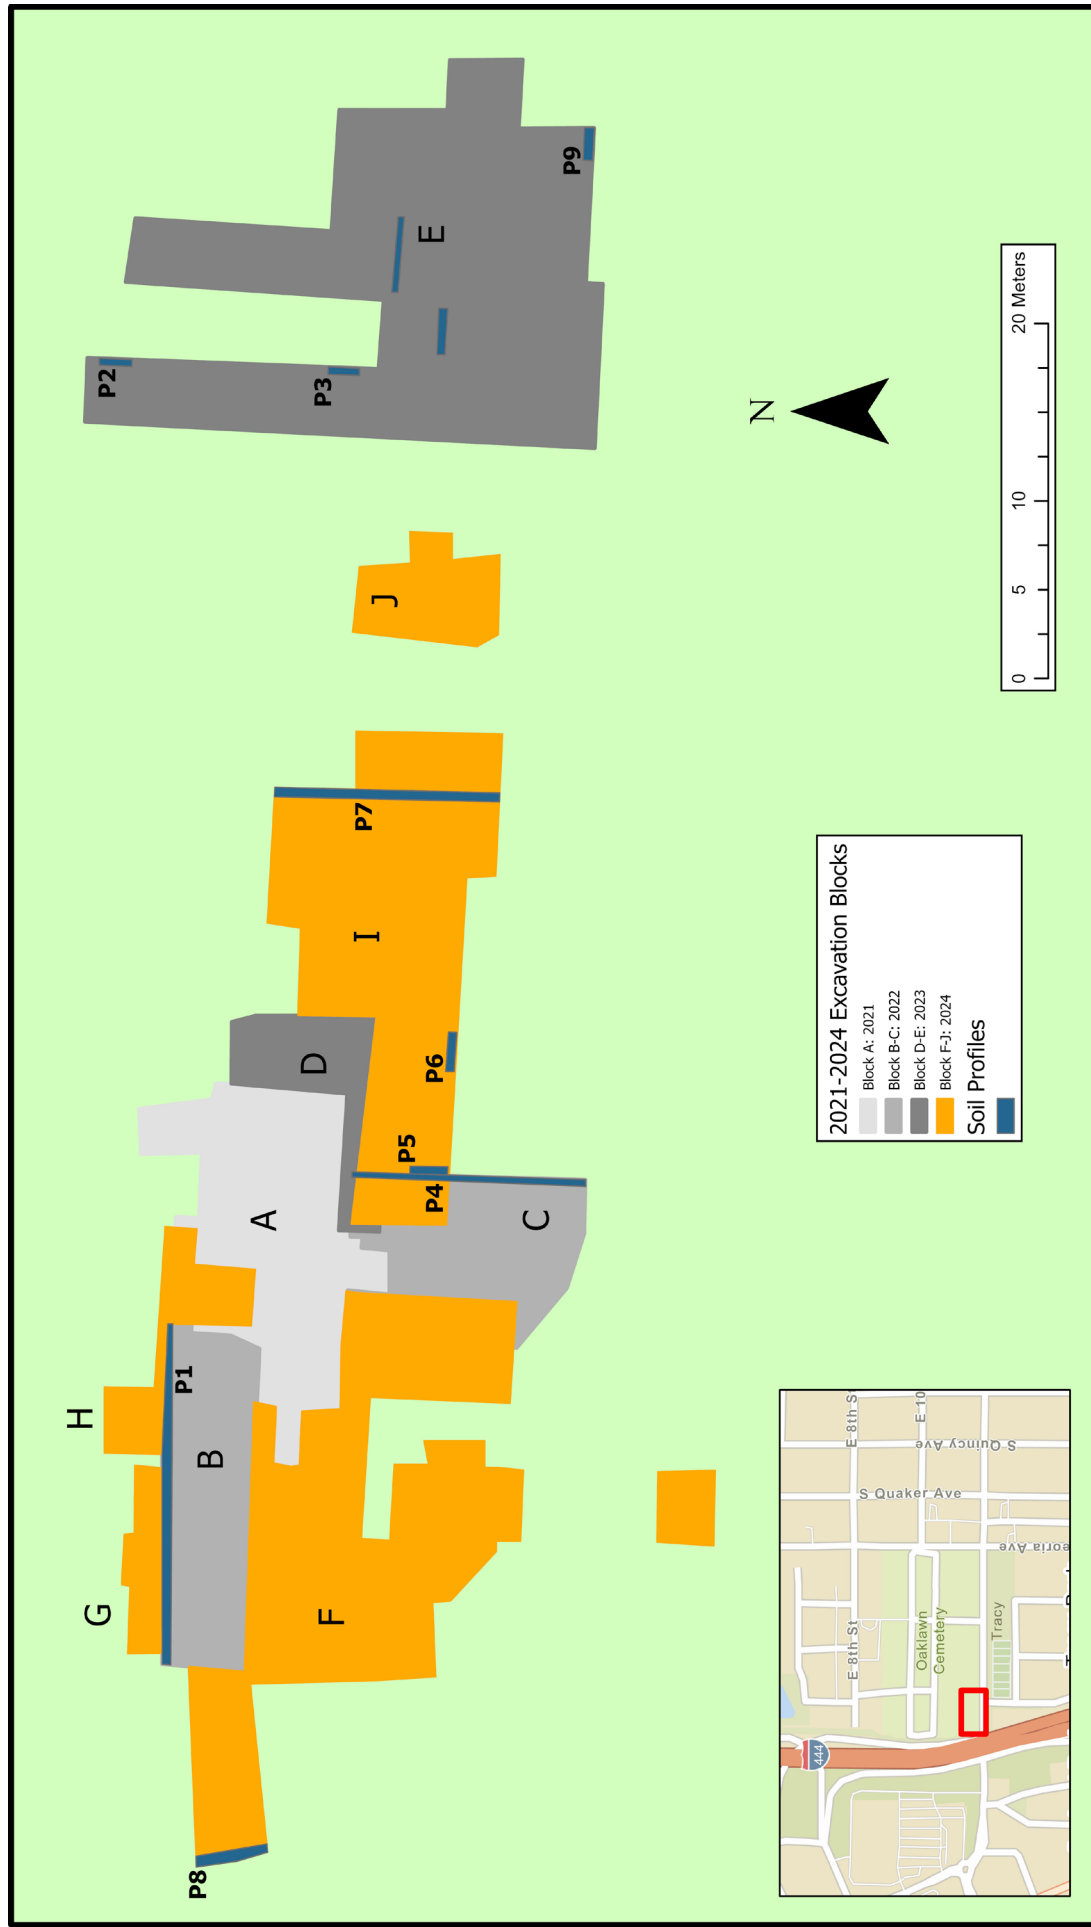 P8
G
H
B
P1
F
A
P4
P5
C
D
P6
I
P7
J
P3
P2
E
P9
N
0 5 10 20 Meters
2021-2024 Excavation Blocks
Block A: 2021
Block B-C: 2022
Block D-E: 2023
Block F-J: 2024
Soil Profiles
E 8th St
E 8th St
E 10
S Quaker Ave
S Quincy Ave
eoria Ave
Oaklawn
Cemetery
Tracy
444